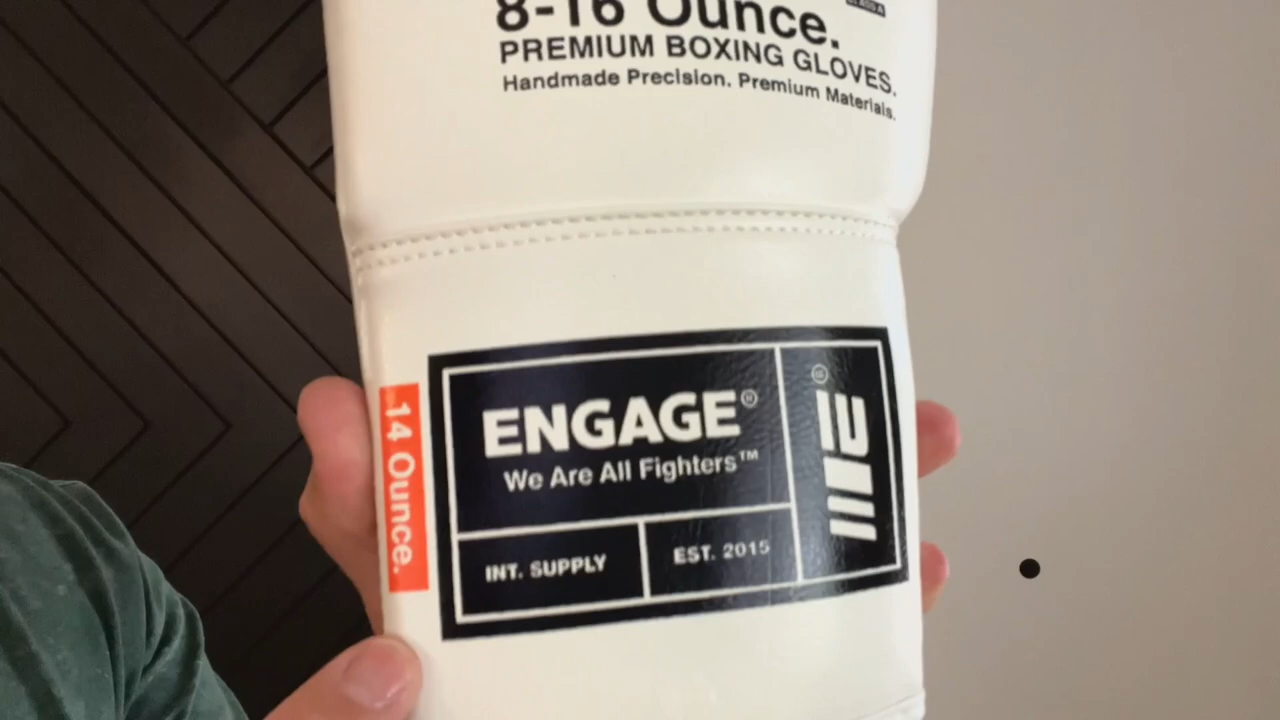 8-16 Ounce.
PREMIUM BOXING GLOVES.
Handmade Precision. Premium Materials.
14 Ounce.
ENGAGE®
We Are All Fighters™
INT. SUPPLY
EST. 2015